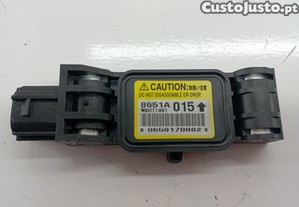 CustoJusto.pt
CAUTION:
DO NOT DISASSEMBLE OR DROP.
8651A 015
X 0659170082 X